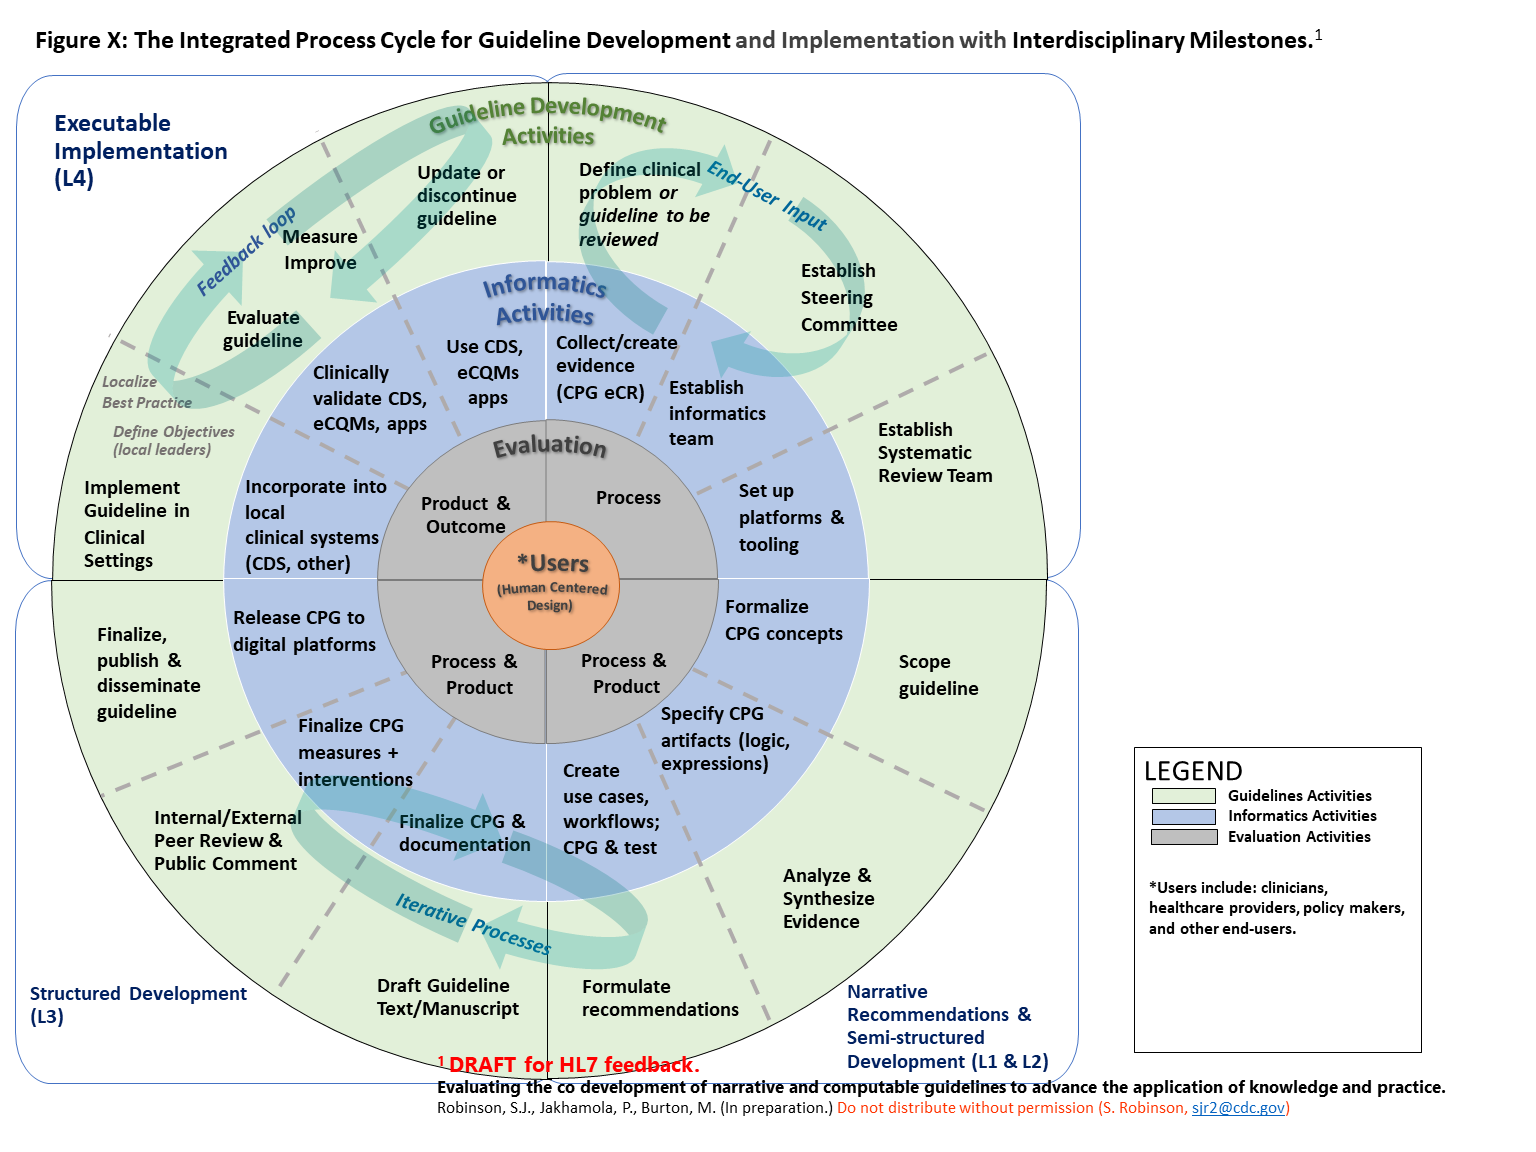 Figure X: The Integrated Process Cycle for Guideline Development and Implementation with Interdisciplinary Milestones.1
Executable
Implementation
(L4)
Guideline Development
Activities
Update or
discontinue
guideline
Define clinical
problem or
guideline to be
reviewed
End-User Input
Feedback loop
Measure
Improve
Evaluate
guideline
Establish
Steering
Committee
Localize
Best Practice
Define Objectives
(local leaders)
Implement
Guideline in
Clinical
Settings
Establish
Systematic
Review Team
Informatics
Activities
Use CDS,
eCQMs
apps
Collect/create
evidence
(CPG eCR)
Clinically
validate CDS,
eCQMs, apps
Establish
informatics
team
Incorporate into
local
clinical systems
(CDS, other)
Set up
platforms &
tooling
Evaluation
Product &
Outcome
Process
*Users
(Human Centered
Design)
Process &
Product
Process &
Product
Release CPG to
digital platforms
Formalize
CPG concepts
Finalize,
publish &
disseminate
guideline
Scope
guideline
Finalize CPG
measures +
interventions
Specify CPG
artifacts (logic,
expressions)
Create
use cases,
workflows;
CPG & test
Finalize CPG &
documentation
Internal/External
Peer Review &
Public Comment
Analyze &
Synthesize
Evidence
Iterative Processes
Draft Guideline
Text/Manuscript
Formulate
recommendations
Structured Development
(L3)
Narrative
Recommendations &
Semi-structured
Development (L1 & L2)
LEGEND
Guidelines Activities
Informatics Activities
Evaluation Activities
*Users include: clinicians,
healthcare providers, policy makers,
and other end-users.
1 DRAFT for HL7 feedback.
Evaluating the co development of narrative and computable guidelines to advance the application of knowledge and practice.
Robinson, S.J., Jakhamola, P., Burton, M. (In preparation.) Do not distribute without permission (S. Robinson, sjr2@cdc.gov)